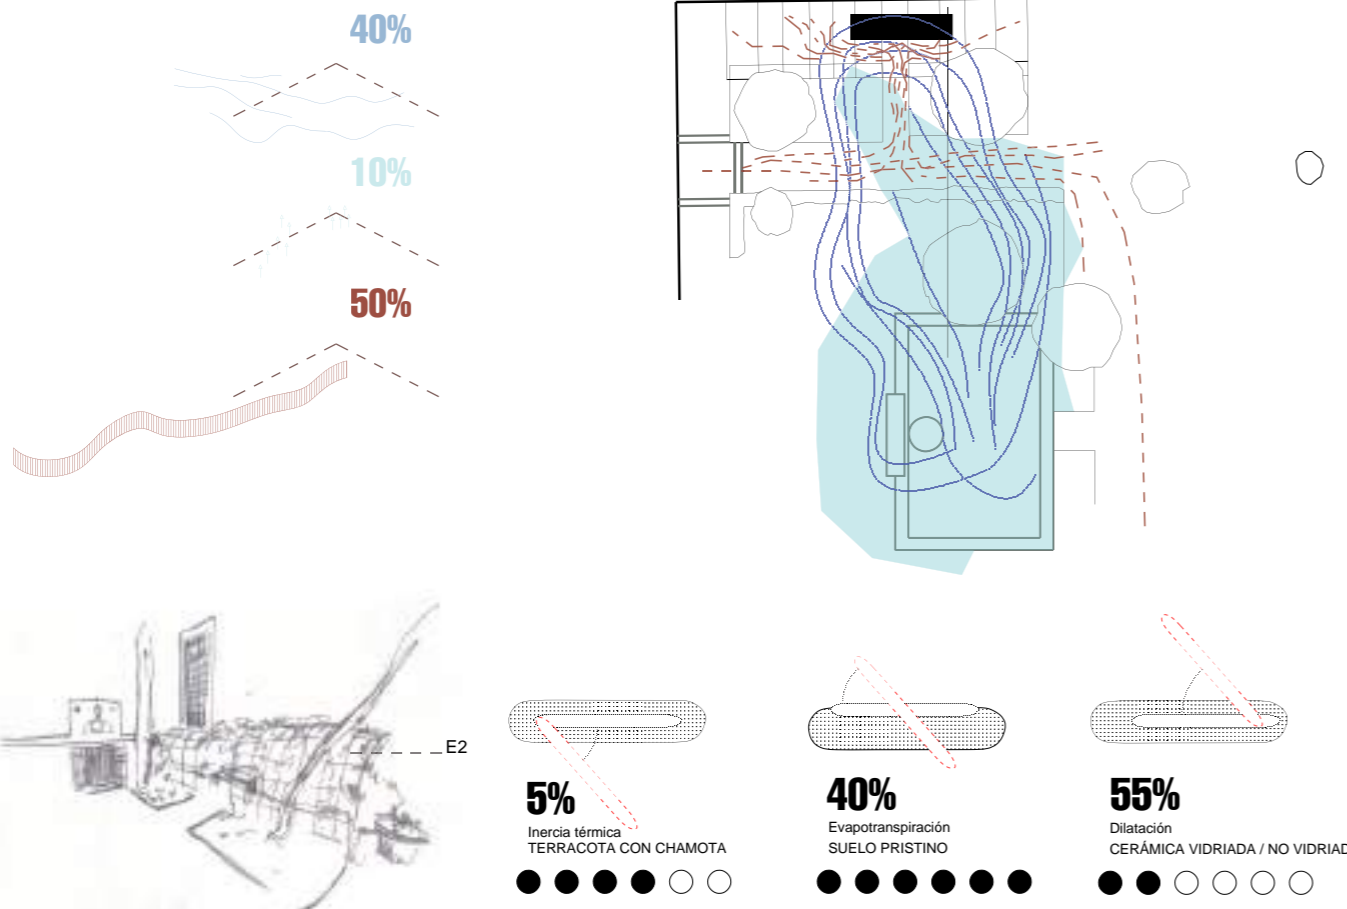 40%
10%
50%
E2
5%
Inercia térmica
TERRACOTA CON CHAMOTA
40%
Evapotranspiración
SUELO PRISTINO
55%
Dilatación
CERÁMICA VIDRIADA / NO VIDRIAD